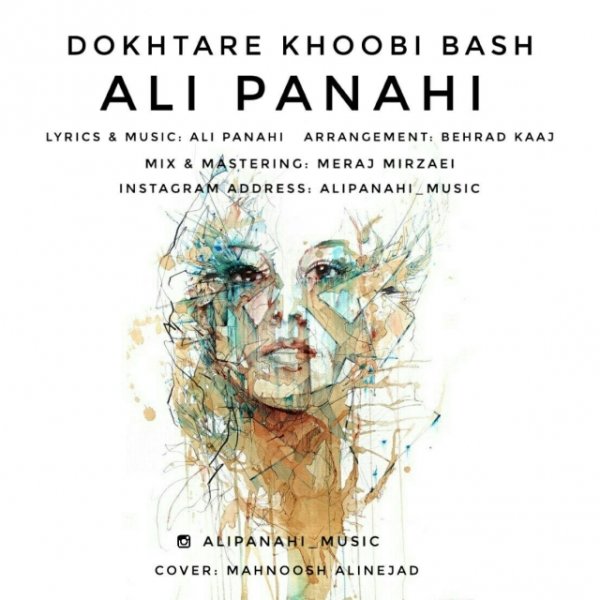 DOKHTARE KHOOBI BASH
ALI PANAHI
LYRICS & MUSIC: ALI PANAHI ARRANGEMENT: BEHRAD KAAJ
MIX & MASTERING: MERAJ MIRZAEI
INSTAGRAM ADDRESS: ALIPANAHI_MUSIC
ALIPANAHI_MUSIC
COVER: MAHNOOSH ALINEJAD